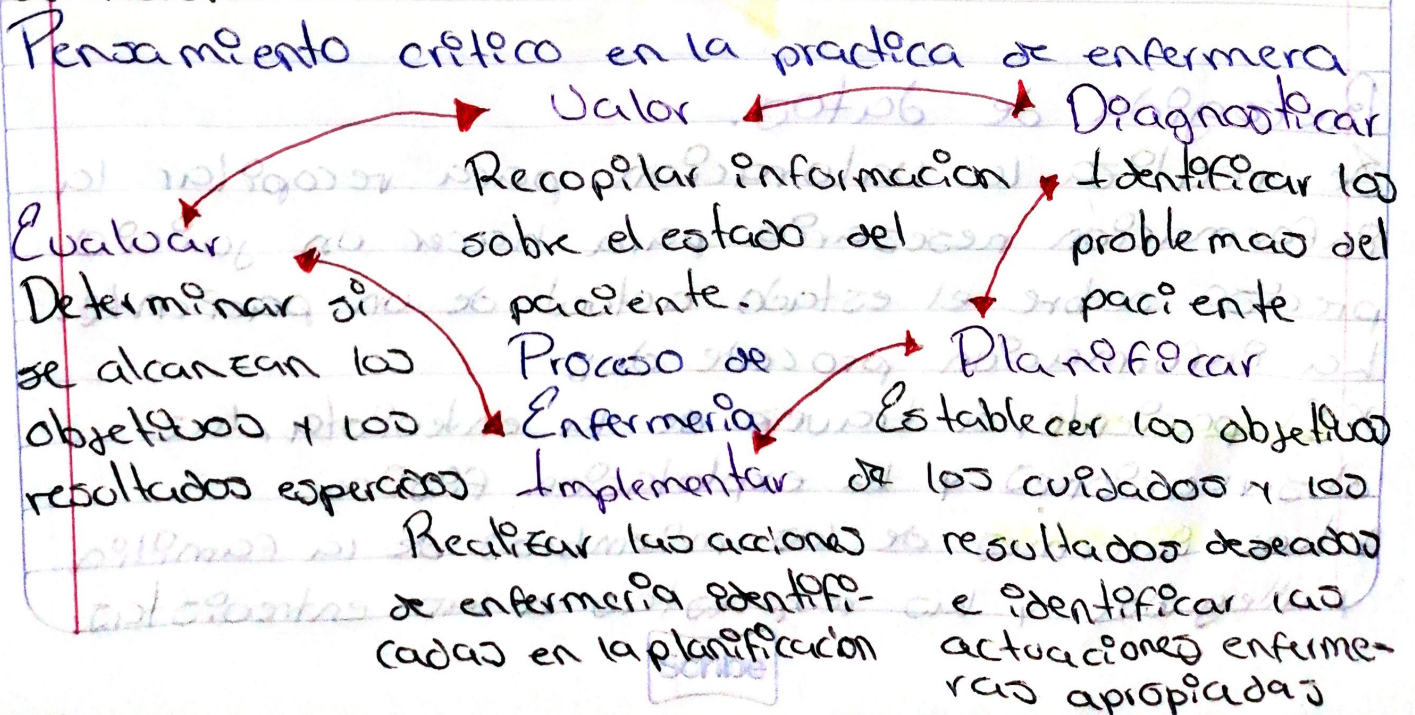 Pensamiento critico en la practica de enfermera
Valor
Recopilar informacion
sobre el estado del
paciente.
Diagnosticar
Identificar los
problemas del
paciente
Evaluar
Determinar si
se alcanzan los
objetivos y los
resultados esperados
Proceso de
Enfermeria
Planificar
Establecer los objetivos
de los cuidados y los
resultados deseados
e identificar las
actuaciones enferme-
ras apropiadas
Implementar
Realizar las acciones
de enfermeria identifi-
cadas en la planificación
Scribe